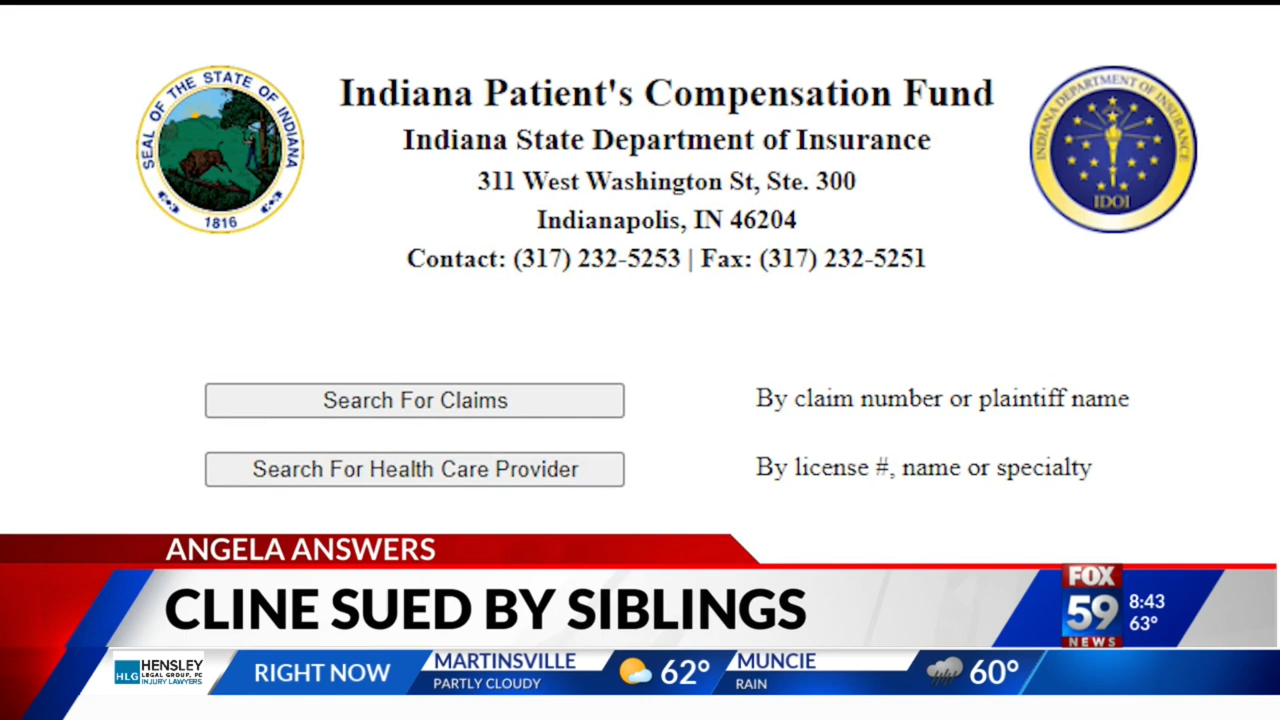 Indiana Patient's Compensation Fund
Indiana State Department of Insurance
311 West Washington St, Ste. 300
Indianapolis, IN 46204
Contact: (317) 232-5253 | Fax: (317) 232-5251
SEAL OF THE STATE OF INDIANA
1816
INDIANA DEPARTMENT OF INSURANCE
IDOI
Search For Claims
By claim number or plaintiff name
Search For Health Care Provider
By license #, name or specialty
ANGELA ANSWERS
CLINE SUED BY SIBLINGS
FOX
59
NEWS
8:43
63°
HLG
HENSLEY
LEGAL GROUP, PC
INJURY LAWYERS
RIGHT NOW
MARTINSVILLE
PARTLY CLOUDY
62°
MUNCIE
RAIN
60°